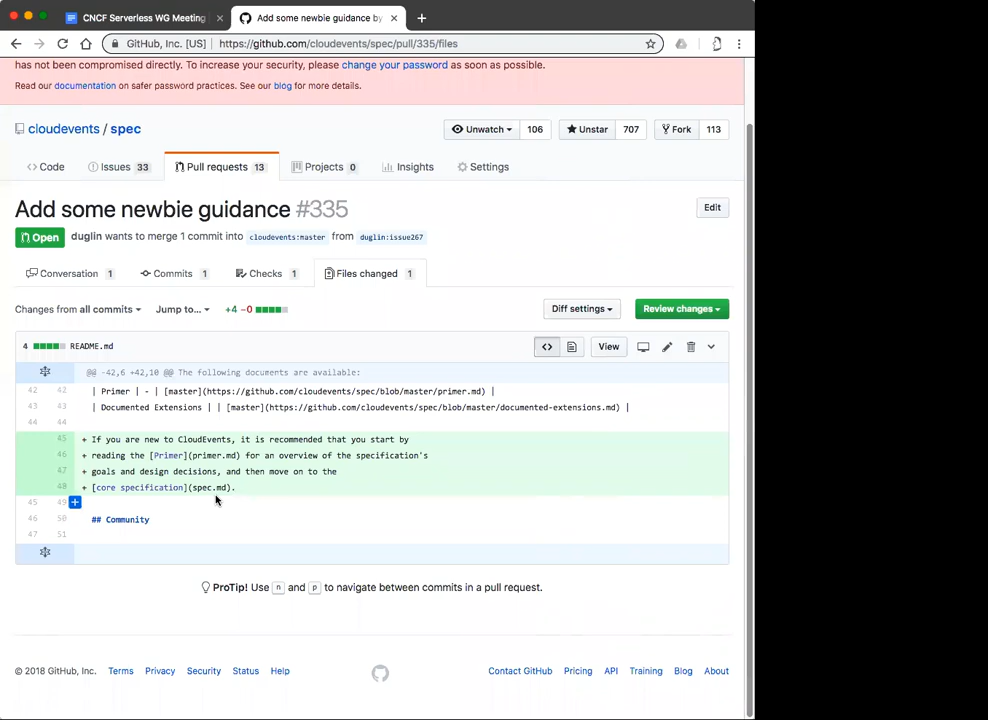 CNCF Serverless WG Meeting
Add some newbie guidance by
GitHub, Inc. [US] https://github.com/cloudevents/spec/pull/335/files
has not been compromised directly. To increase your security, please change your password as soon as possible.
Read our documentation on safer password practices. See our blog for more details.
cloudevents / spec
Unwatch 106 Unstar 707 Fork 113
Code Issues 33 Pull requests 13 Projects 0 Insights Settings
Add some newbie guidance #335
Edit
Open duglin wants to merge 1 commit into cloudevents:master from duglin:issue267
Conversation 1 Commits 1 Checks 1 Files changed 1
Changes from all commits Jump to... +4 −0 Diff settings Review changes
4 README.md <> View
@@ -42,6 +42,10 @@ The following documents are available:
42 42 | Primer | - | [master](https://github.com/cloudevents/spec/blob/master/primer.md) |
43 43 | Documented Extensions | | [master](https://github.com/cloudevents/spec/blob/master/documented-extensions.md) |
44 44
45 + If you are new to CloudEvents, it is recommended that you start by
46 + reading the [Primer](primer.md) for an overview of the specification's
47 + goals and design decisions, and then move on to the
48 + [core specification](spec.md).
45 49 +
46 50 ## Community
47 51
ProTip! Use n and p to navigate between commits in a pull request.
© 2018 GitHub, Inc. Terms Privacy Security Status Help Contact GitHub Pricing API Training Blog About